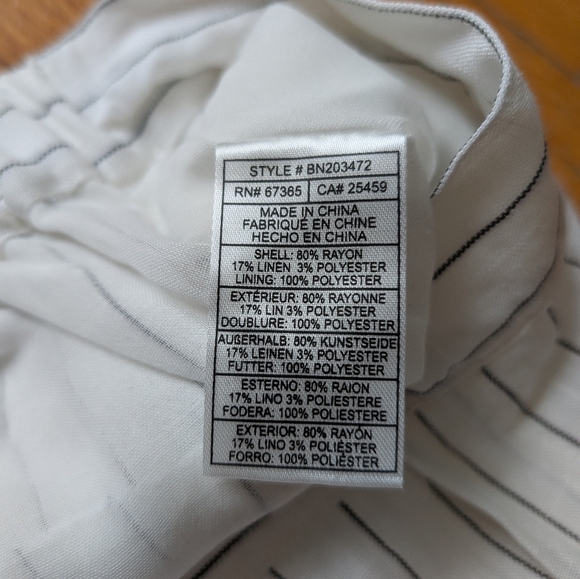 STYLE # BN203472
RN# 67365 CA# 25459
MADE IN CHINA
FABRIQUÉ EN CHINE
HECHO EN CHINA
SHELL: 80% RAYON
17% LINEN 3% POLYESTER
LINING: 100% POLYESTER
EXTÉRIEUR: 80% RAYONNE
17% LIN 3% POLYESTER
DOUBLURE: 100% POLYESTER
AUßERHALB: 80% KUNSTSEIDE
17% LEINEN 3% POLYESTER
FUTTER: 100% POLYESTER
ESTERNO: 80% RAION
17% LINO 3% POLIESTERE
FODERA: 100% POLIESTERE
EXTERIOR: 80% RAYÓN
17% LINO 3% POLIÉSTER
FORRO: 100% POLIÉSTER